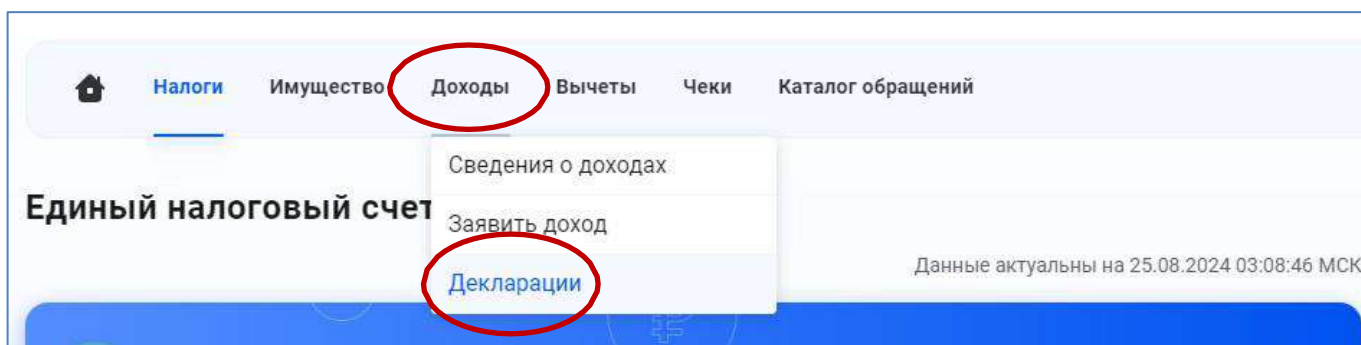 Налоги Имущество Доходы Вычеты Чеки Каталог обращений
Сведения о доходах
Единый налоговый счет
Заявить доход
Данные актуальны на 25.08.2024 03:08:46 МСК
Декларации